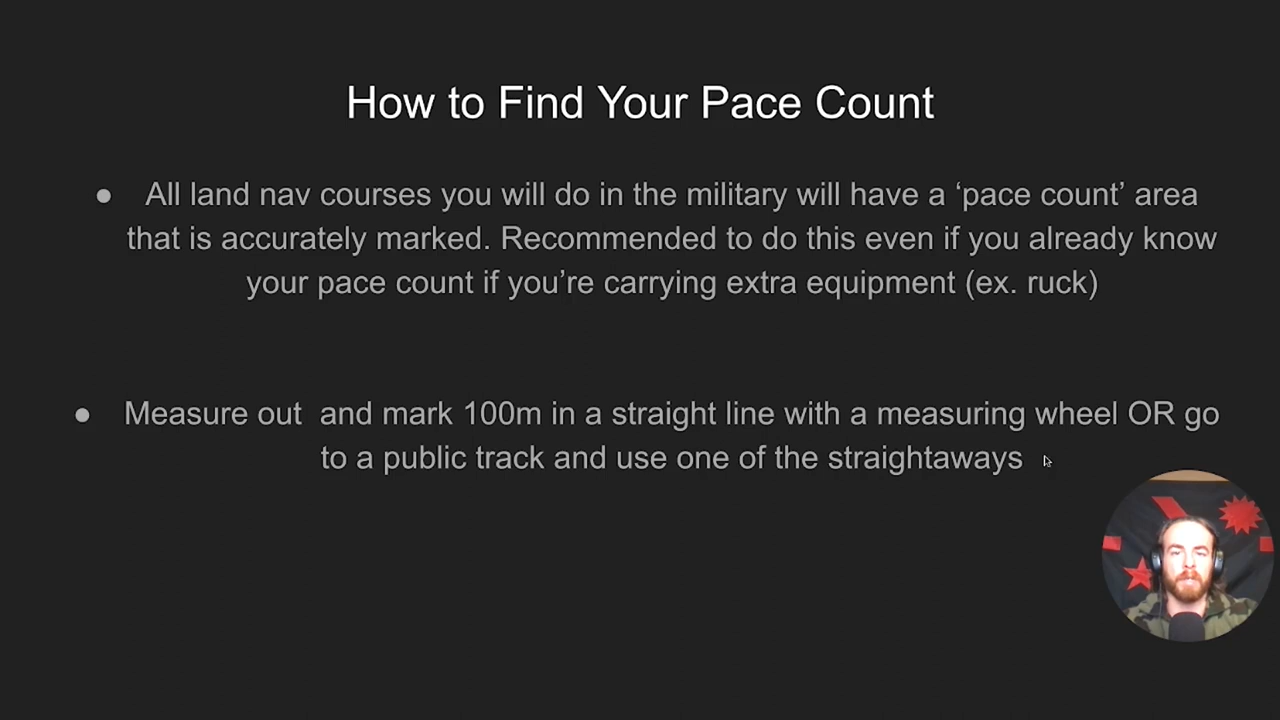 How to Find Your Pace Count
● All land nav courses you will do in the military will have a ‘pace count’ area
that is accurately marked. Recommended to do this even if you already know
your pace count if you’re carrying extra equipment (ex. ruck)
● Measure out  and mark 100m in a straight line with a measuring wheel OR go
to a public track and use one of the straightaways